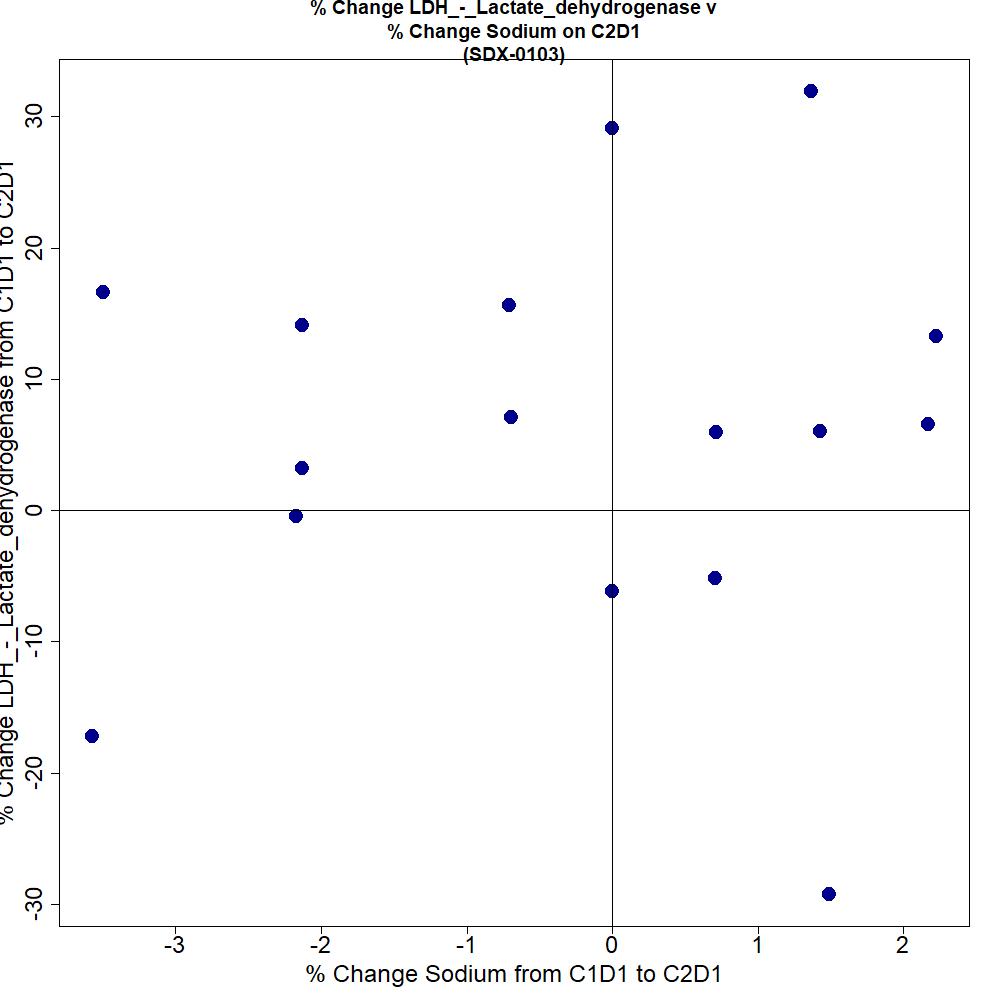 % Change LDH_-_Lactate_dehydrogenase v
% Change Sodium on C2D1
(SDX-0103)
% Change LDH_-_Lactate_dehydrogenase from C1D1 to C2D1
30
20
10
0
-10
-20
-30
-3 -2 -1 0 1 2
% Change Sodium from C1D1 to C2D1